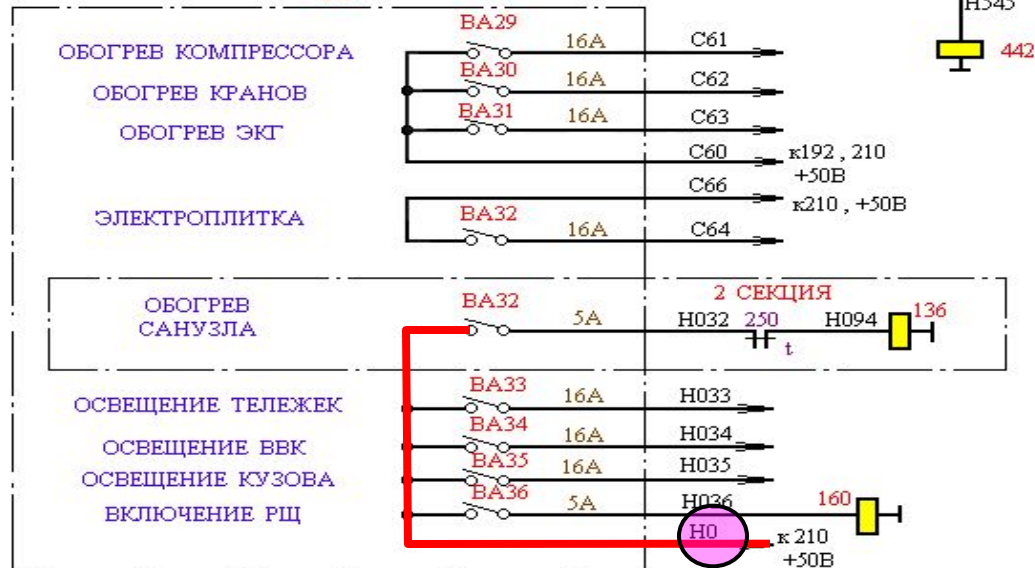 Н545
ВА29
ОБОГРЕВ КОМПРЕССОРА 16А С61
442
ВА30
ОБОГРЕВ КРАНОВ 16А С62
ВА31
ОБОГРЕВ ЭКГ 16А С63
С60 к192 , 210
+50В
С66
к210 , +50В
ЭЛЕКТРОПЛИТКА ВА32
16А С64
2 СЕКЦИЯ
ОБОГРЕВ
САНУЗЛА
ВА32
5А Н032 250 Н094 136
t
ВА33
ОСВЕЩЕНИЕ ТЕЛЕЖЕК 16А Н033
ВА34
ОСВЕЩЕНИЕ ВВК 16А Н034
ВА35
ОСВЕЩЕНИЕ КУЗОВА 16А Н035
ВА36
ВКЛЮЧЕНИЕ РЩ 5А Н036 160
Н0 к 210
+50В